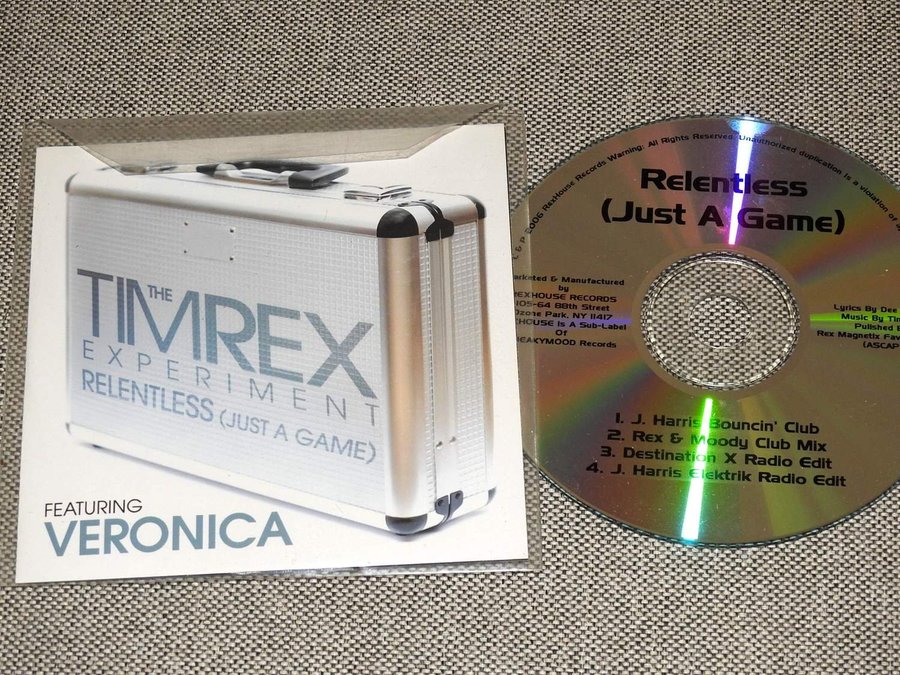 THE
TIMREX
EXPERIMENT
RELENTLESS (JUST A GAME)
FEATURING
VERONICA
& P 2006 RexHouse Records Warning: All Rights Reserved. Unauthorized duplication is a violation of
Relentless
(Just A Game)
Marketed & Manufactured
by
REXHOUSE RECORDS
105-64 88th Street
Ozone Park, NY 11417
Is A Sub-Label
Of
Records
Lyrics By Dee
Music By Tim
Pulished
Rex Magnetix
(ASCAP
1. J. Harris Bouncin' Club
2. Rex & Moody Club Mix
3. Destination X Radio Edit
4. J. Harris Elektrik Radio Edit